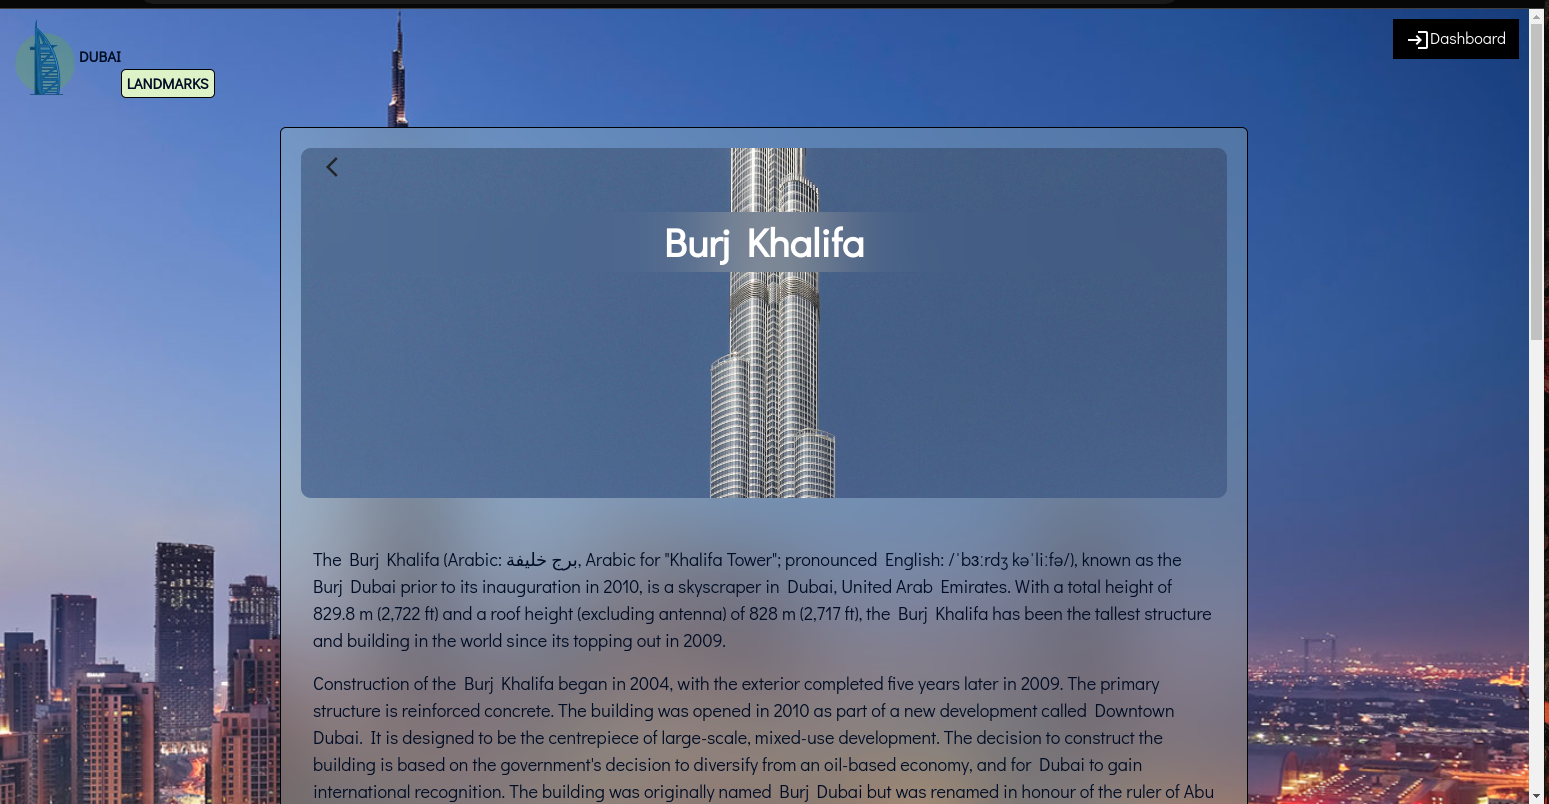 DUBAI
LANDMARKS
Dashboard
Burj Khalifa
The Burj Khalifa (Arabic: برج خليفة, Arabic for "Khalifa Tower"; pronounced English: /ˈbɜːrdʒ kəˈliːfə/), known as the
Burj Dubai prior to its inauguration in 2010, is a skyscraper in Dubai, United Arab Emirates. With a total height of
829.8 m (2,722 ft) and a roof height (excluding antenna) of 828 m (2,717 ft), the Burj Khalifa has been the tallest structure
and building in the world since its topping out in 2009.
Construction of the Burj Khalifa began in 2004, with the exterior completed five years later in 2009. The primary
structure is reinforced concrete. The building was opened in 2010 as part of a new development called Downtown
Dubai. It is designed to be the centrepiece of large-scale, mixed-use development. The decision to construct the
building is based on the government's decision to diversify from an oil-based economy, and for Dubai to gain
international recognition. The building was originally named Burj Dubai but was renamed in honour of the ruler of Abu